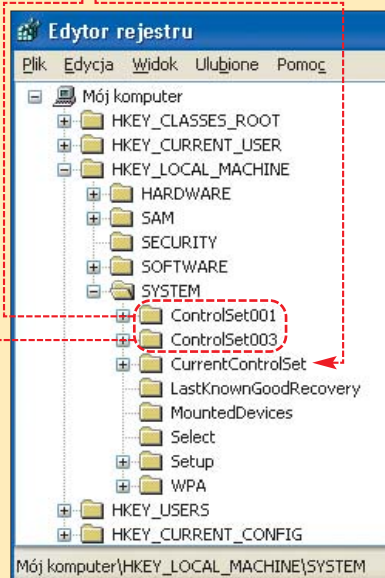 Edytor rejestru
Plik Edycja Widok Ulubione Pomoc
Mój komputer
HKEY_CLASSES_ROOT
HKEY_CURRENT_USER
HKEY_LOCAL_MACHINE
HARDWARE
SAM
SECURITY
SOFTWARE
SYSTEM
ControlSet001
ControlSet003
CurrentControlSet
LastKnownGoodRecovery
MountedDevices
Select
Setup
WPA
HKEY_USERS
HKEY_CURRENT_CONFIG
Mój komputer\HKEY_LOCAL_MACHINE\SYSTEM